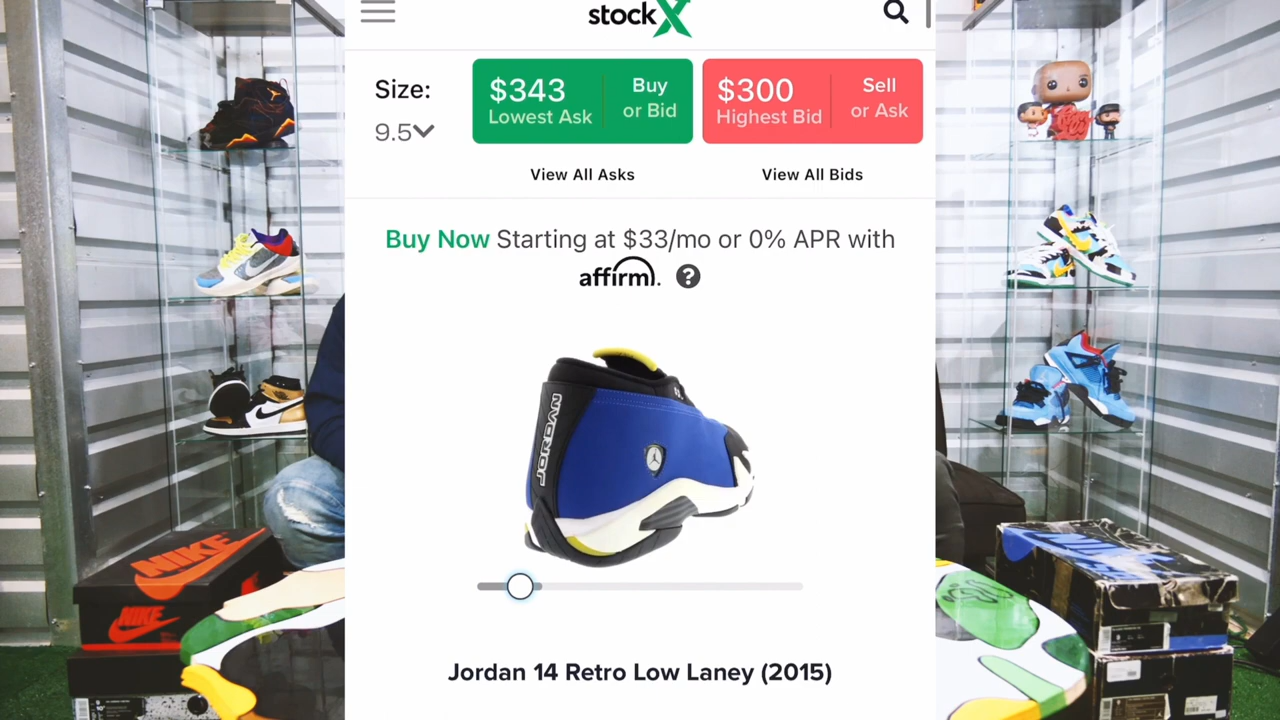 stockX
Size:
9.5
$343
Lowest Ask
Buy
or Bid
$300
Highest Bid
Sell
or Ask
View All Asks
View All Bids
Buy Now Starting at $33/mo or 0% APR with
affirm.
?
JORDAN
Jordan 14 Retro Low Laney (2015)
NIKE
NIKE
NIKE